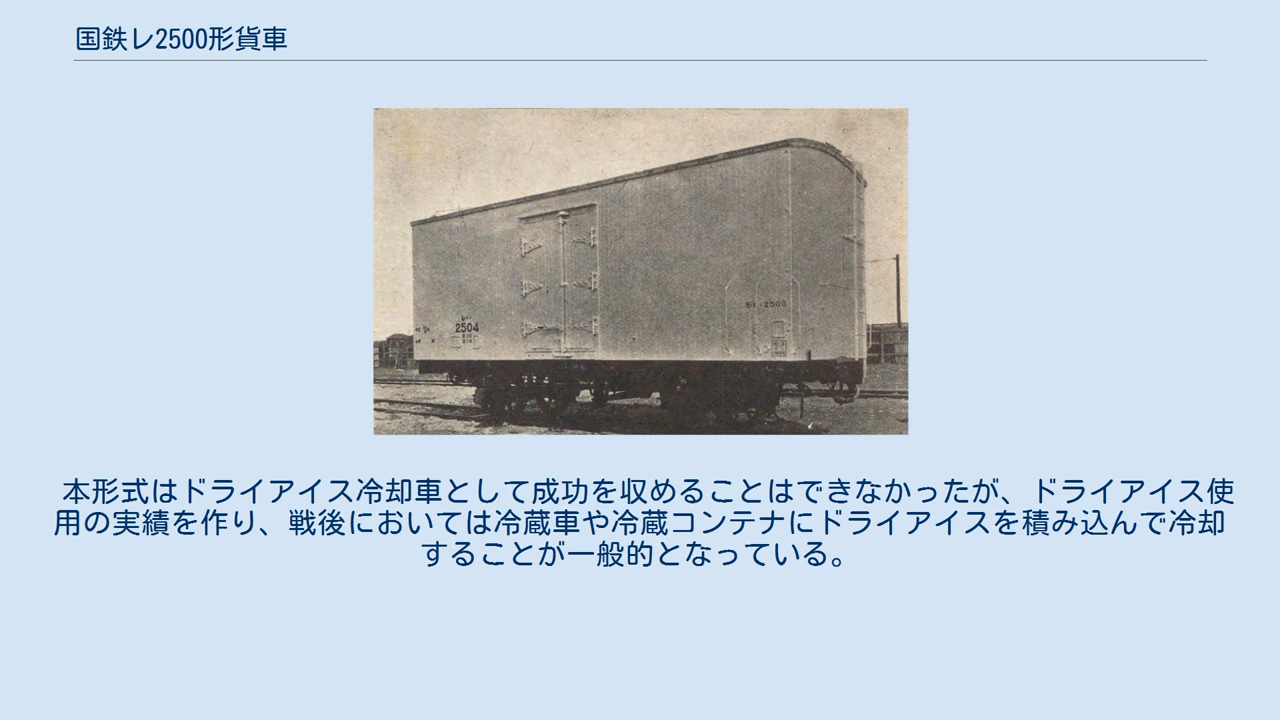 国鉄レ2500形貨車
2504
本形式はドライアイス冷却車として成功を収めることはできなかったが、ドライアイス使
用の実績を作り、戦後においては冷蔵車や冷蔵コンテナにドライアイスを積み込んで冷却
することが一般的となっている。